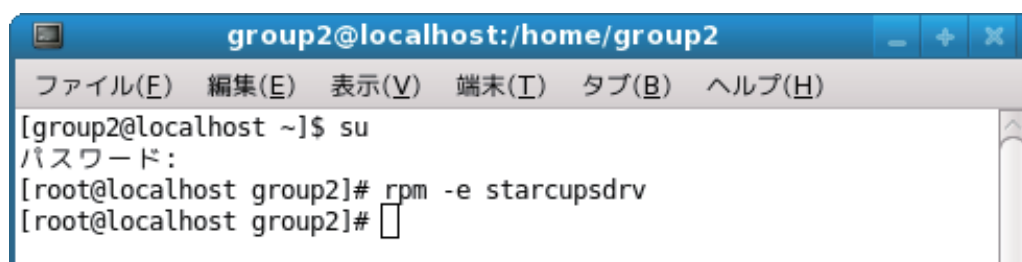 group2@localhost:/home/group2
ファイル(F) 編集(E) 表示(V) 端末(T) タブ(B) ヘルプ(H)
[group2@localhost ~]$ su
パスワード:
[root@localhost group2]# rpm -e starcupsdrv
[root@localhost group2]#